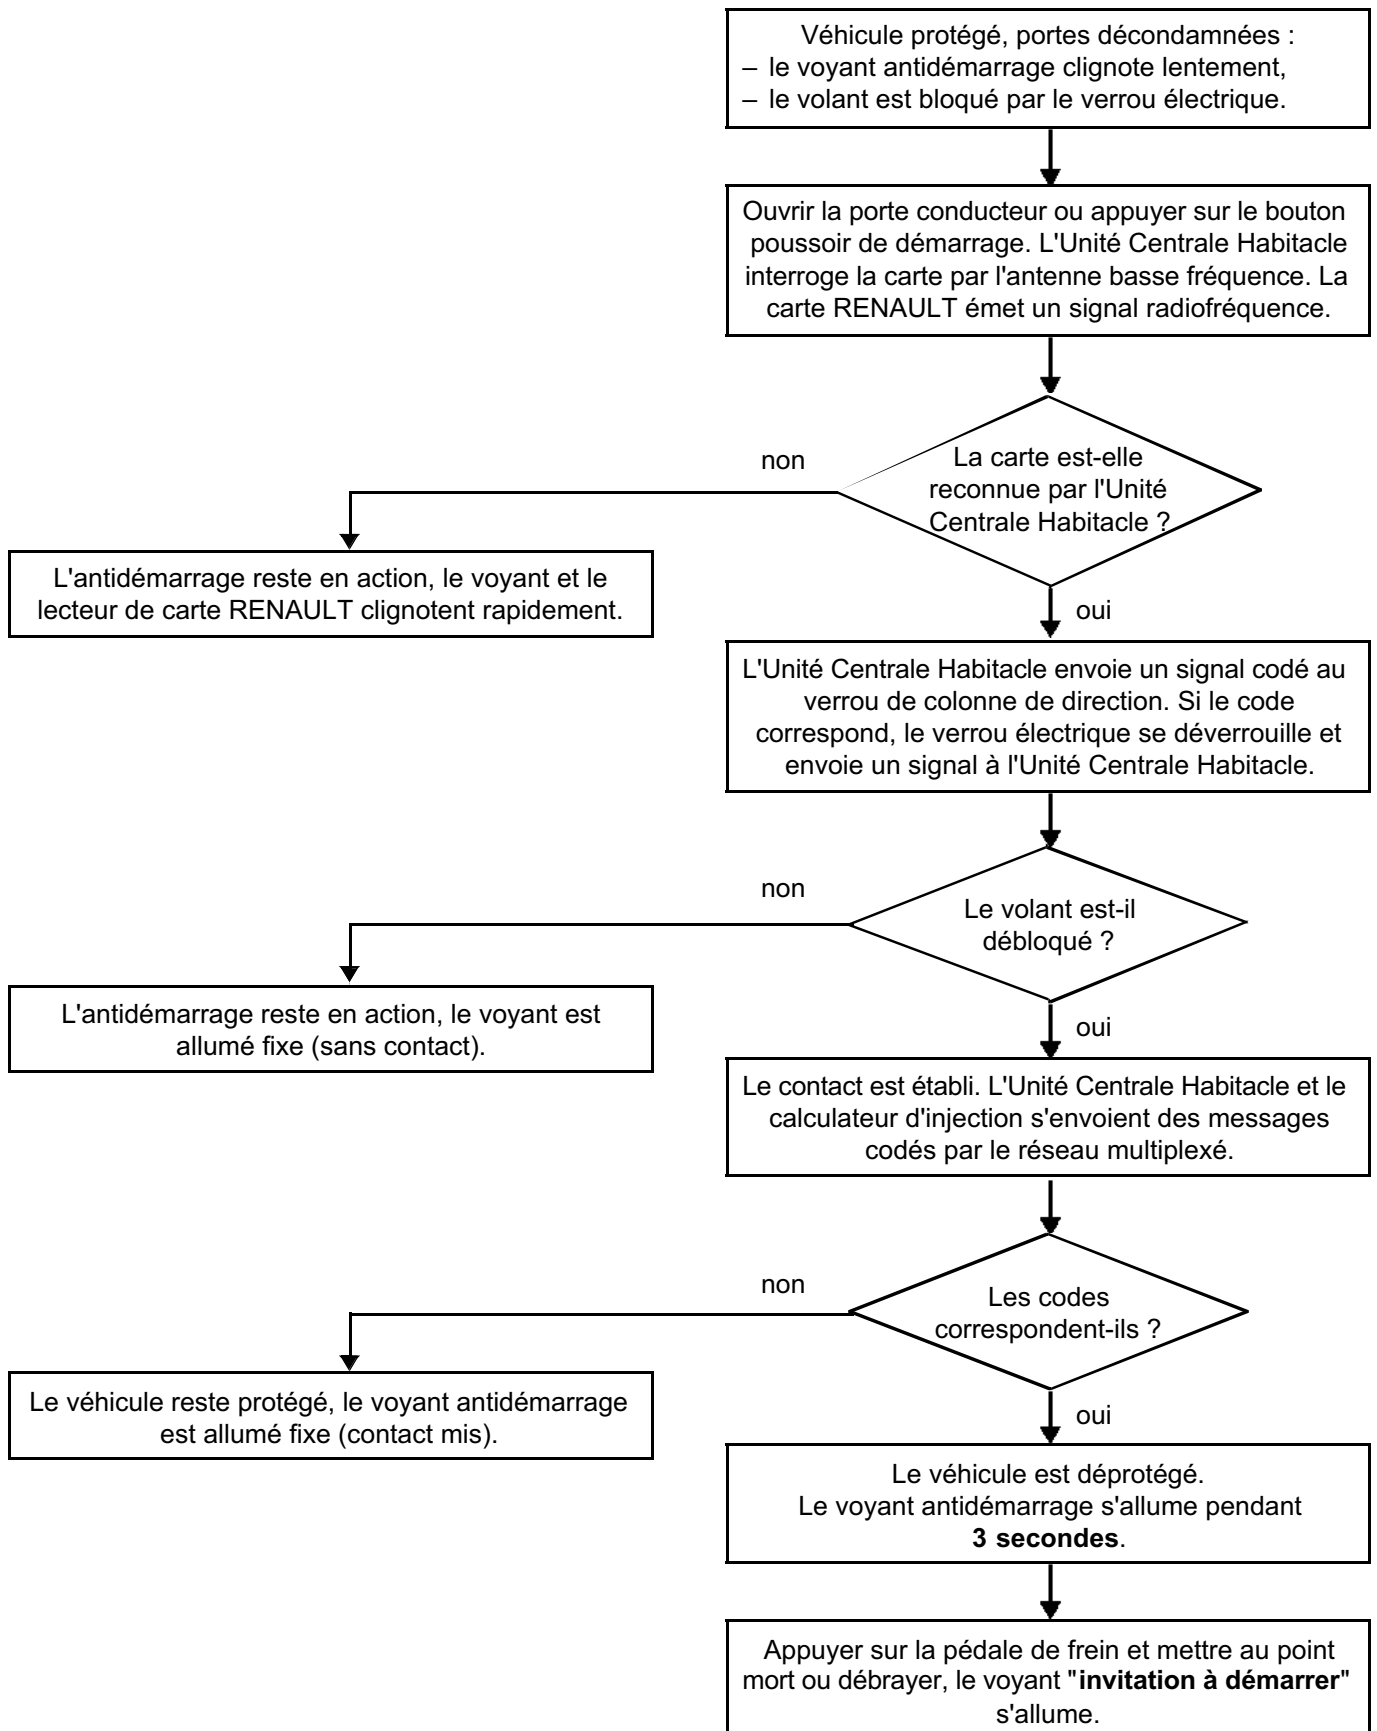 Véhicule protégé, portes décondamnées :
– le voyant antidémarrage clignote lentement,
– le volant est bloqué par le verrou électrique.
Ouvrir la porte conducteur ou appuyer sur le bouton
poussoir de démarrage. L'Unité Centrale Habitacle
interroge la carte par l'antenne basse fréquence. La
carte RENAULT émet un signal radiofréquence.
La carte est-elle
reconnue par l'Unité
Centrale Habitacle ?
non
L'antidémarrage reste en action, le voyant et le
lecteur de carte RENAULT clignotent rapidement.
oui
L'Unité Centrale Habitacle envoie un signal codé au
verrou de colonne de direction. Si le code
correspond, le verrou électrique se déverrouille et
envoie un signal à l'Unité Centrale Habitacle.
Le volant est-il
débloqué ?
non
L'antidémarrage reste en action, le voyant est
allumé fixe (sans contact).
oui
Le contact est établi. L'Unité Centrale Habitacle et le
calculateur d'injection s'envoient des messages
codés par le réseau multiplexé.
Les codes
correspondent-ils ?
non
Le véhicule reste protégé, le voyant antidémarrage
est allumé fixe (contact mis).
oui
Le véhicule est déprotégé.
Le voyant antidémarrage s'allume pendant
3 secondes.
Appuyer sur la pédale de frein et mettre au point
mort ou débrayer, le voyant "invitation à démarrer"
s'allume.